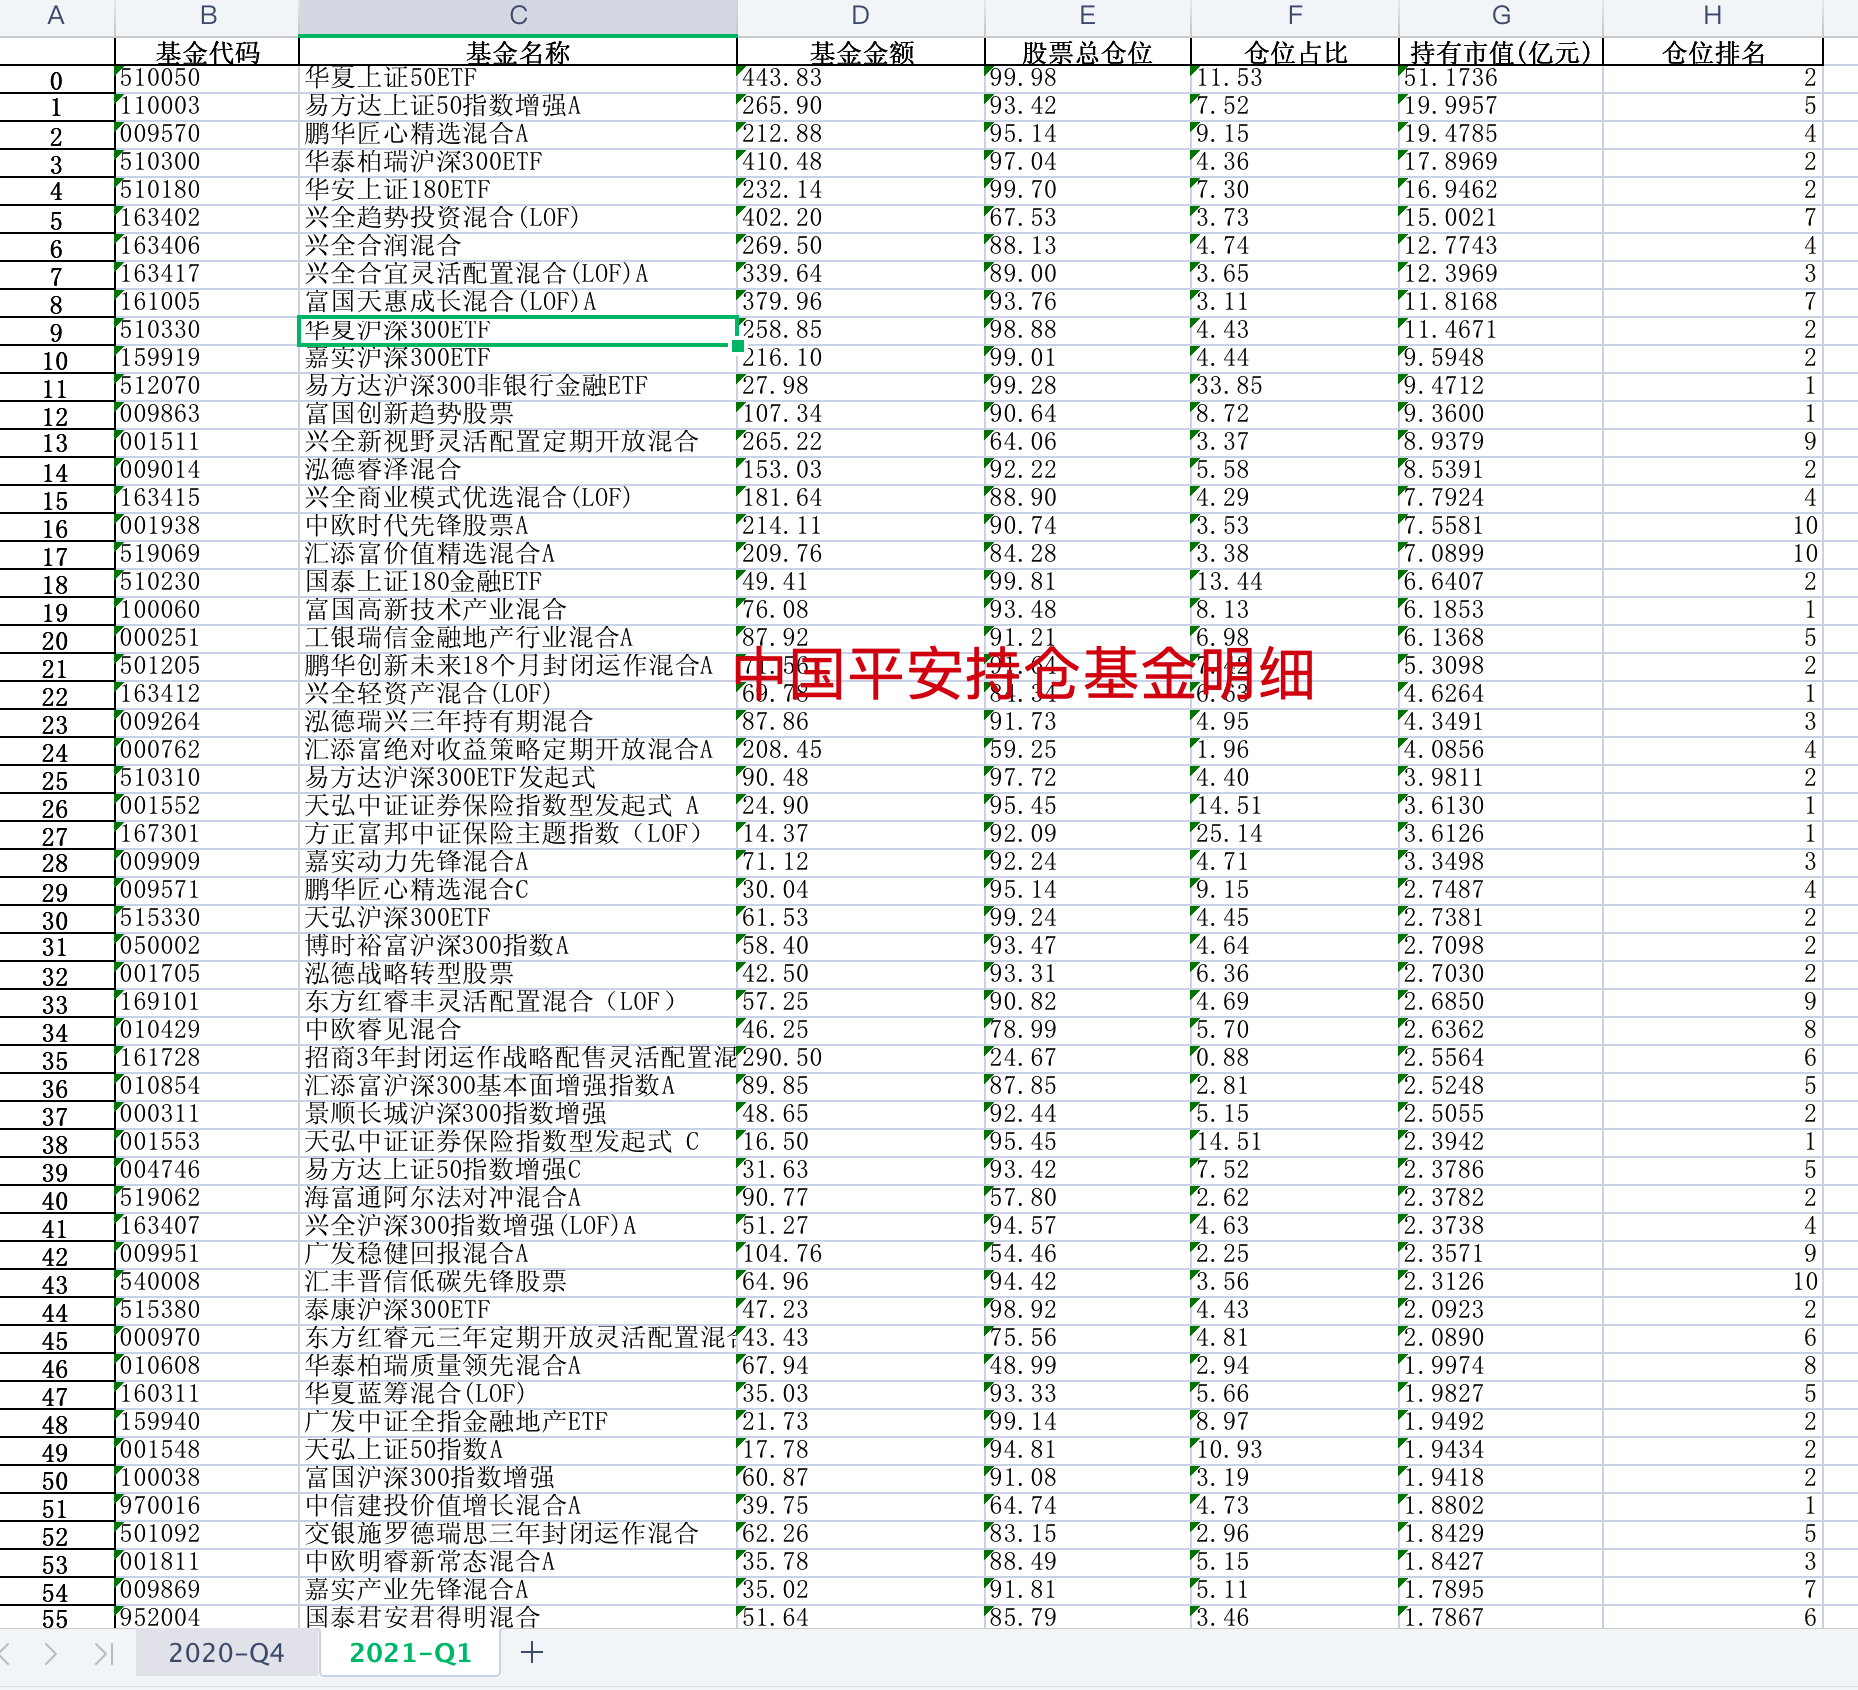 A B C D E F G H
基金代码 基金名称 基金金额 股票总仓位 仓位占比 持有市值(亿元) 仓位排名
0 510050 华夏上证50ETF 443.83 99.98 11.53 51.1736 2
1 110003 易方达上证50指数增强A 265.90 93.42 7.52 19.9957 5
2 009570 鹏华匠心精选混合A 212.88 95.14 9.15 19.4785 4
3 510300 华泰柏瑞沪深300ETF 410.48 97.04 4.36 17.8969 2
4 510180 华安上证180ETF 232.14 99.70 7.30 16.9462 2
5 163402 兴全趋势投资混合(LOF) 402.20 67.53 3.73 15.0021 7
6 163406 兴全合润混合 269.50 88.13 4.74 12.7743 4
7 163417 兴全合宜灵活配置混合(LOF)A 339.64 89.00 3.65 12.3969 3
8 161005 富国天惠成长混合(LOF)A 379.96 93.76 3.11 11.8168 7
9 510330 华夏沪深300ETF 258.85 98.88 4.43 11.4671 2
10 159919 嘉实沪深300ETF 216.10 99.01 4.44 9.5948 2
11 512070 易方达沪深300非银行金融ETF 27.98 99.28 33.85 9.4712 1
12 009863 富国创新趋势股票 107.34 90.64 8.72 9.3600 1
13 001511 兴全新视野灵活配置定期开放混合 265.22 64.06 3.37 8.9379 9
14 009014 泓德睿泽混合 153.03 92.22 5.58 8.5391 2
15 163415 兴全商业模式优选混合(LOF) 181.64 88.90 4.29 7.7924 4
16 001938 中欧时代先锋股票A 214.11 90.74 3.53 7.5581 10
17 519069 汇添富价值精选混合A 209.76 84.28 3.38 7.0899 10
18 510230 国泰上证180金融ETF 49.41 99.81 13.44 6.6407 2
19 100060 富国高新技术产业混合 76.08 93.48 8.13 6.1853 1
20 000251 工银瑞信金融地产行业混合A 87.92 91.21 6.98 6.1368 5
中国平安持仓基金明细
21 501205 鹏华创新未来18个月封闭运作混合A 71.56 7.42 5.3098 2
22 163412 兴全轻资产混合(LOF) 69.78 84.34 6.63 4.6264 1
23 009264 泓德瑞兴三年持有期混合 87.86 91.73 4.95 4.3491 3
24 000762 汇添富绝对收益策略定期开放混合A 208.45 59.25 1.96 4.0856 4
25 510310 易方达沪深300ETF发起式 90.48 97.72 4.40 3.9811 2
26 001552 天弘中证证券保险指数型发起式 A 24.90 95.45 14.51 3.6130 1
27 167301 方正富邦中证保险主题指数（LOF） 14.37 92.09 25.14 3.6126 1
28 009909 嘉实动力先锋混合A 71.12 92.24 4.71 3.3498 3
29 009571 鹏华匠心精选混合C 30.04 95.14 9.15 2.7487 4
30 515330 天弘沪深300ETF 61.53 99.24 4.45 2.7381 2
31 050002 博时裕富沪深300指数A 58.40 93.47 4.64 2.7098 2
32 001705 泓德战略转型股票 42.50 93.31 6.36 2.7030 2
33 169101 东方红睿丰灵活配置混合（LOF） 57.25 90.82 4.69 2.6850 9
34 010429 中欧睿见混合 46.25 78.99 5.70 2.6362 8
35 161728 招商3年封闭运作战略配售灵活配置混 290.50 24.67 0.88 2.5564 6
36 010854 汇添富沪深300基本面增强指数A 89.85 87.85 2.81 2.5248 5
37 000311 景顺长城沪深300指数增强 48.65 92.44 5.15 2.5055 2
38 001553 天弘中证证券保险指数型发起式 C 16.50 95.45 14.51 2.3942 1
39 004746 易方达上证50指数增强C 31.63 93.42 7.52 2.3786 5
40 519062 海富通阿尔法对冲混合A 90.77 57.80 2.62 2.3782 2
41 163407 兴全沪深300指数增强(LOF)A 51.27 94.57 4.63 2.3738 4
42 009951 广发稳健回报混合A 104.76 54.46 2.25 2.3571 9
43 540008 汇丰晋信低碳先锋股票 64.96 94.42 3.56 2.3126 10
44 515380 泰康沪深300ETF 47.23 98.92 4.43 2.0923 2
45 000970 东方红睿元三年定期开放灵活配置混合 43.43 75.56 4.81 2.0890 6
46 010608 华泰柏瑞质量领先混合A 67.94 48.99 2.94 1.9974 8
47 160311 华夏蓝筹混合(LOF) 35.03 93.33 5.66 1.9827 5
48 159940 广发中证全指金融地产ETF 21.73 99.14 8.97 1.9492 2
49 001548 天弘上证50指数A 17.78 94.81 10.93 1.9434 2
50 100038 富国沪深300指数增强 60.87 91.08 3.19 1.9418 2
51 970016 中信建投价值增长混合A 39.75 64.74 4.73 1.8802 1
52 501092 交银施罗德瑞思三年封闭运作混合 62.26 83.15 2.96 1.8429 5
53 001811 中欧明睿新常态混合A 35.78 88.49 5.15 1.8427 3
54 009869 嘉实产业先锋混合A 35.02 91.81 5.11 1.7895 7
55 952004 国泰君安君得明混合 51.64 85.79 3.46 1.7867 6
2020-Q4 2021-Q1